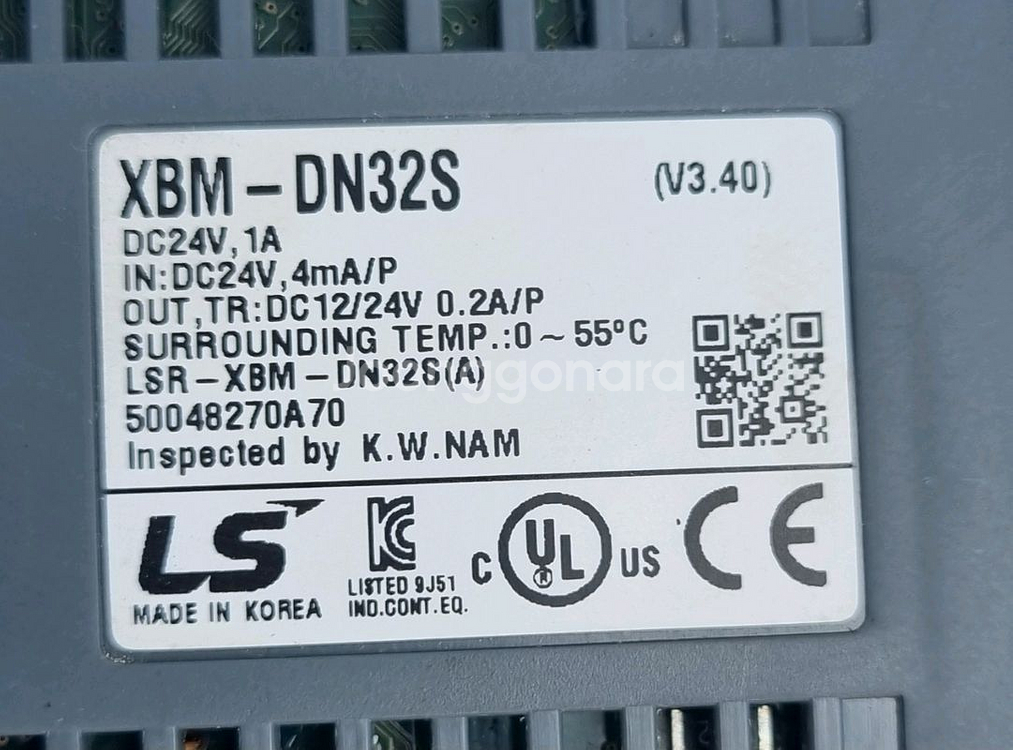 XBM-DN32S (V3.40)
DC24V,1A
IN:DC24V,4mA/P
OUT,TR:DC12/24V 0.2A/P
SURROUNDING TEMP.:0~55°C
LSR-XBM-DN32S(A)
ggonara
50048270A70
Inspected by K.W.NAM
LS
MADE IN KOREA
KC
LISTED 9J51
IND.CONT.EQ.
C UL® US
CE